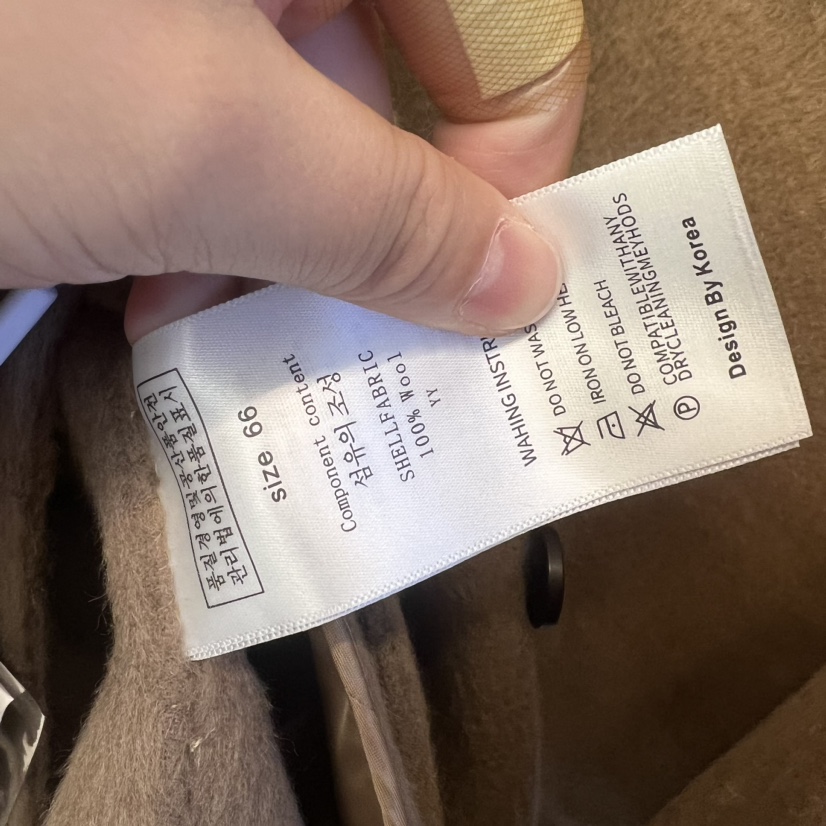 품질경영및공산품안전
관리법에의한품질표시
size 66
Component content
섬유의 조성
SHELLFABRIC
100% Wool
YY
WAHING INSTR
DO NOT WAS
IRON ON LOW HE
DO NOT BLEACH
COMPATIBLEWITHANY
DRYCLEANINGMEYHODS
P
Design By Korea